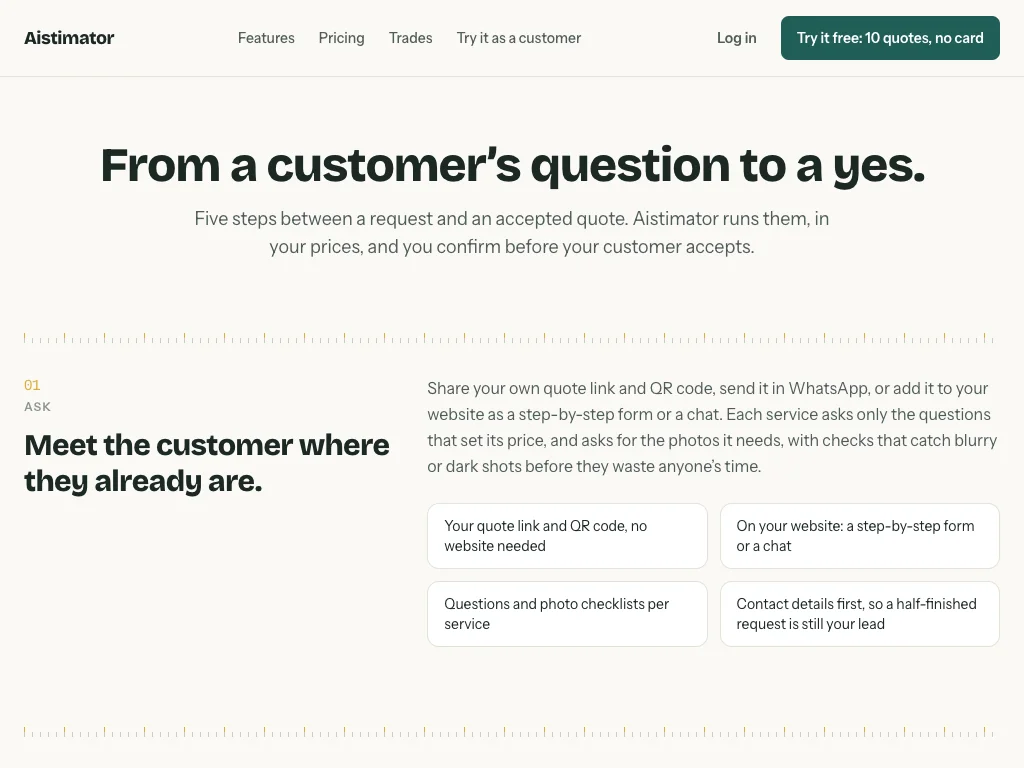 Aistimator
Features
Pricing
Trades
Try it as a customer
Log in
Try it free: 10 quotes, no card
From a customer’s question to a yes.
Five steps between a request and an accepted quote. Aistimator runs them, in
your prices, and you confirm before your customer accepts.
01
ASK
Meet the customer where
they already are.
Share your own quote link and QR code, send it in WhatsApp, or add it to your
website as a step-by-step form or a chat. Each service asks only the questions
that set its price, and asks for the photos it needs, with checks that catch blurry
or dark shots before they waste anyone’s time.
Your quote link and QR code, no
website needed
On your website: a step-by-step form
or a chat
Questions and photo checklists per
service
Contact details first, so a half-finished
request is still your lead